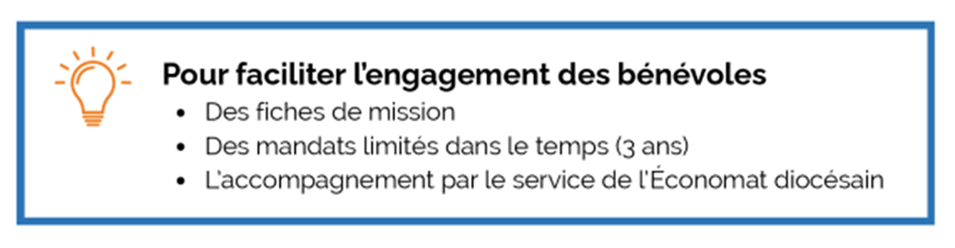 Pour faciliter l'engagement des bénévoles
• Des fiches de mission
• Des mandats limités dans le temps (3 ans)
• L'accompagnement par le service de l'Économat diocésain